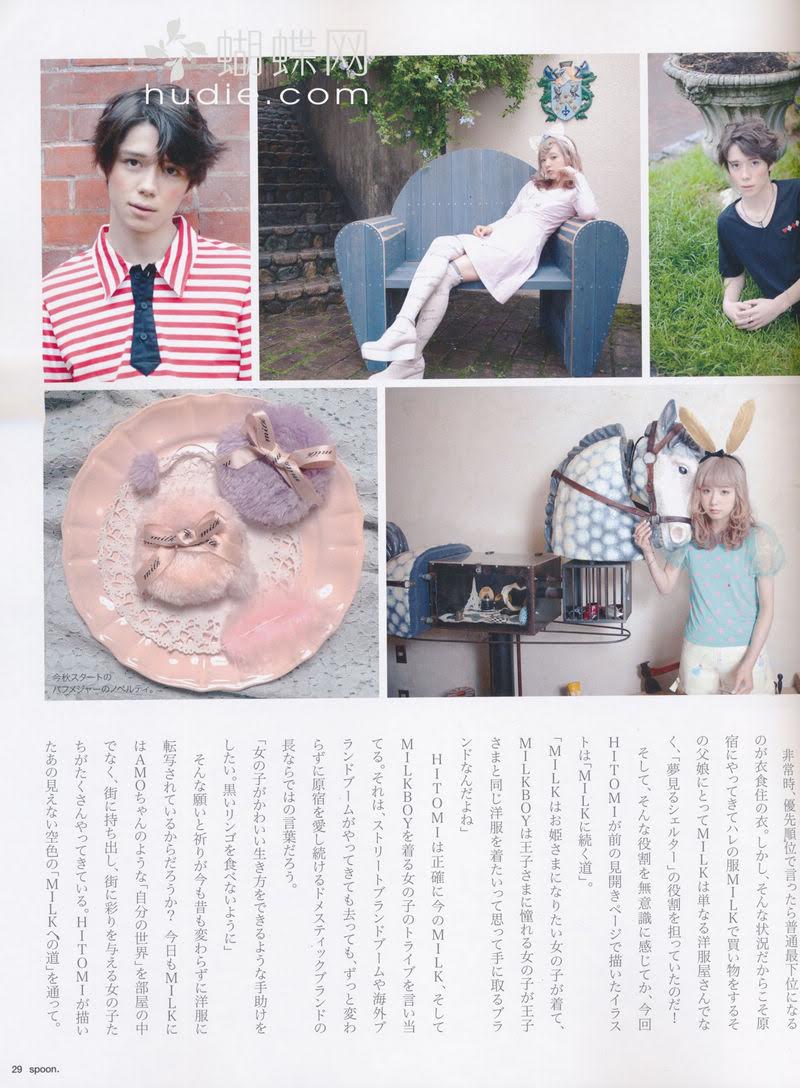 蝴蝶网
hudie.com
milk
milk
milk
今秋スタートの
パフメジャーのノベルティ。
非常時、優先順位で言ったら普通最下位になる
のが衣食住の衣。しかし、そんな状況だからこそ原
宿にやってきてハレの服MILKで買い物をするそ
の父娘にとってMILKは単なる洋服屋さんでな
く、「夢見るシェルター」の役割を担っていたのだ!
そして、そんな役割を無意識に感じてか、今回
HITOMIが前の見開きページで描いたイラス
トは「MILKに続く道」。
「MILKはお姫さまになりたい女の子が着て、
MILKBOYは王子さまに憧れる女の子が王子
さまと同じ洋服を着たいって思って手に取るブラ
ンドなんだよね」
HITOMIは正確に今のMILK、そして
MILKBOYを着る女の子のトライブを言い当
てる。それは、ストリートブランドブームや海外ブ
ランドブームがやってきても去っても、ずっと変わ
らずに原宿を愛し続けるドメスティックブランドの
長ならではの言葉だろう。
「女の子がかわいい生き方をできるような手助けを
したい。黒いリンゴを食べないように」
そんな願いと祈りが今も昔も変わらずに洋服に
転写されているからだろうか? 今日もMILKに
はAMOちゃんのような「自分の世界」を部屋の中
でなく、街に持ち出し、街に彩りを与える女の子た
ちがたくさんやってきている。HITOMIが描い
たあの見えない空色の「MILKへの道」を通って。
29 spoon.